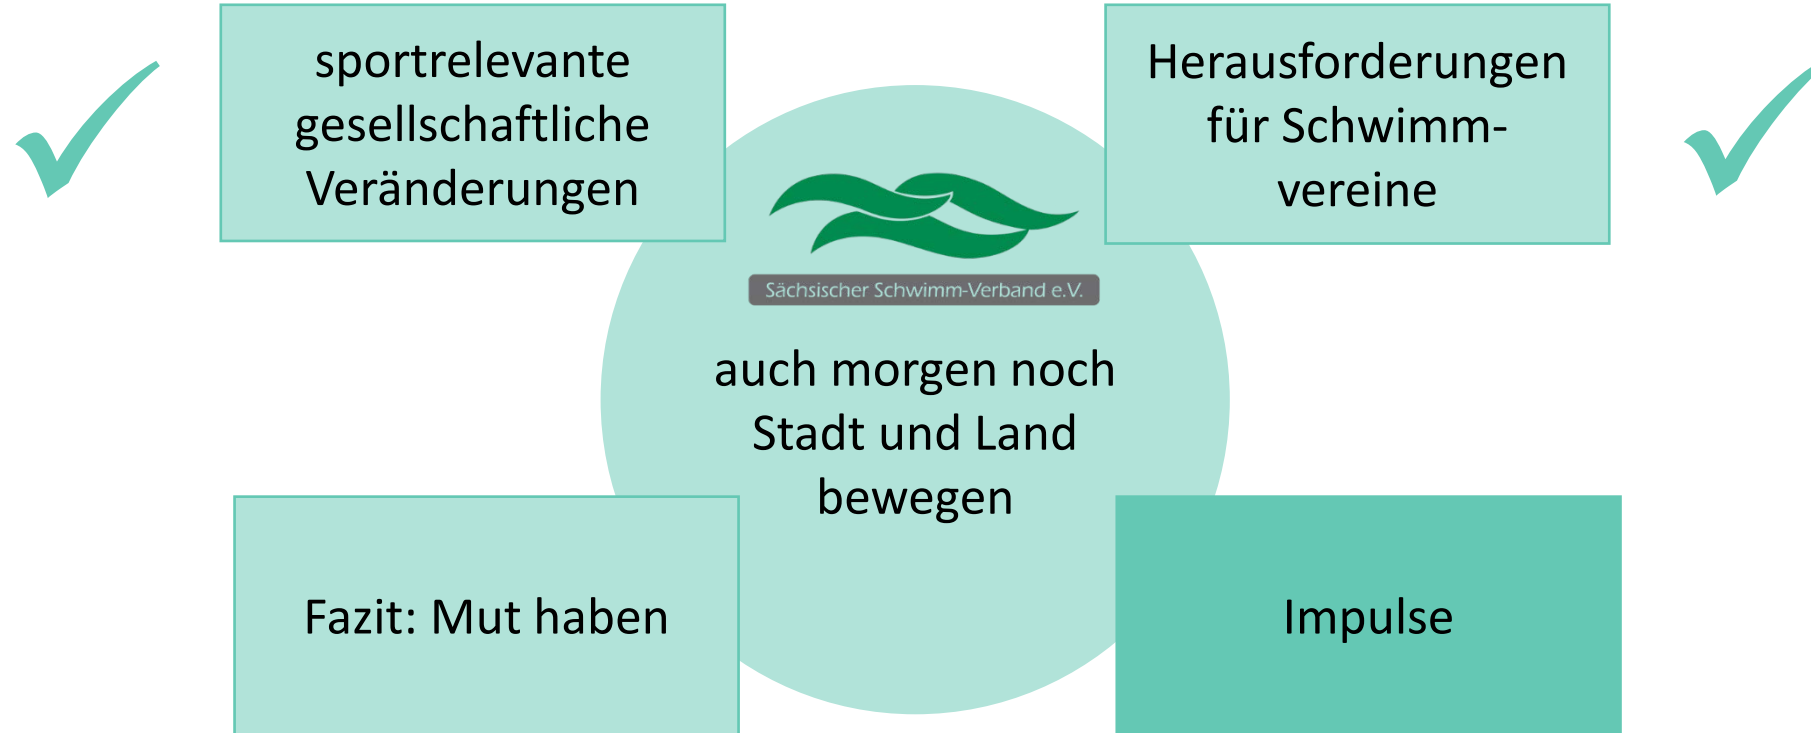 sportrelevante
gesellschaftliche
Veränderungen
Herausforderungen
für Schwimm-
vereine
Sächsischer Schwimm-Verband e.V.
auch morgen noch
Stadt und Land
bewegen
Fazit: Mut haben
Impulse